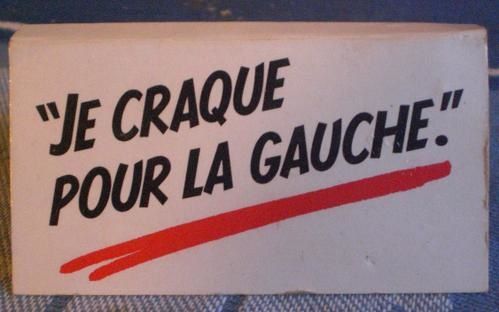 "JE CRAQUE
POUR LA GAUCHE."